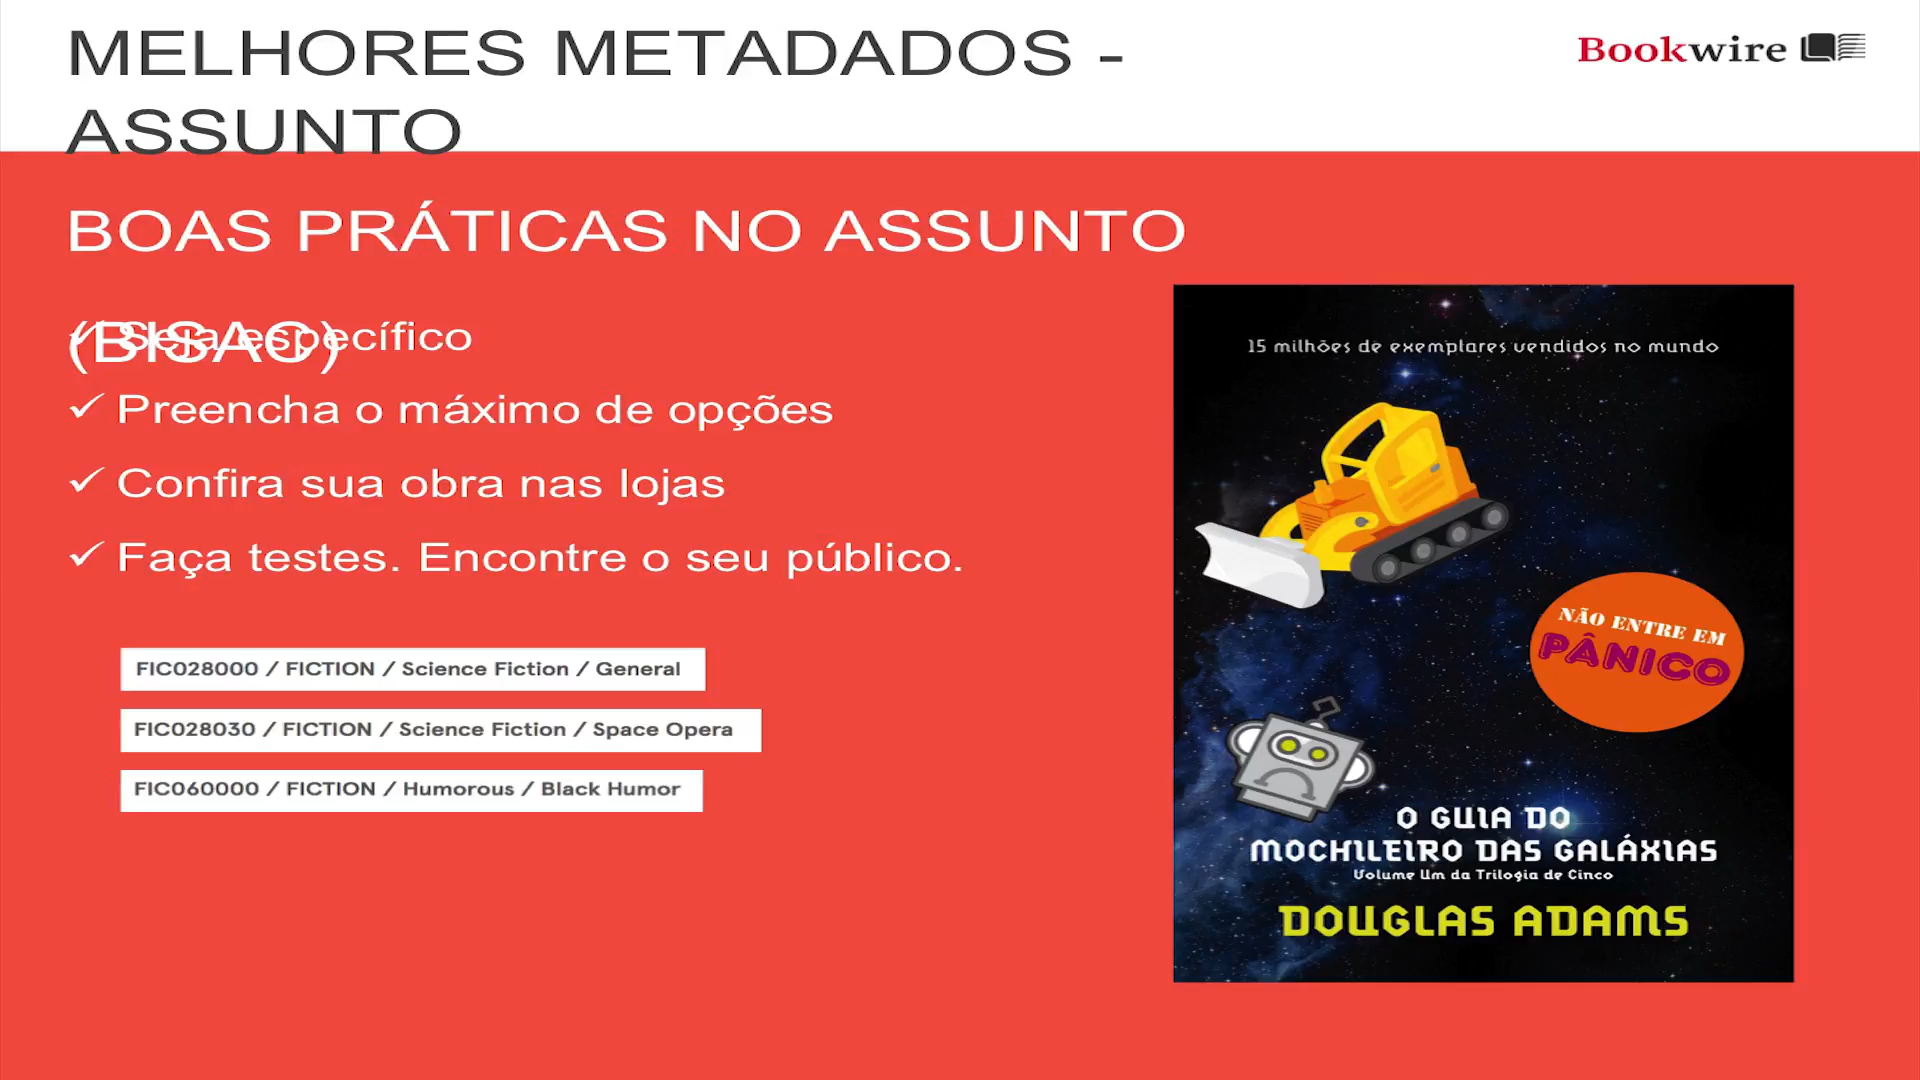 MELHORES METADADOS -
ASSUNTO
Bookwire
BOAS PRÁTICAS NO ASSUNTO
(BISAC)
✓ Seja específico
✓ Preencha o máximo de opções
✓ Confira sua obra nas lojas
✓ Faça testes. Encontre o seu público.
FIC028000 / FICTION / Science Fiction / General
FIC028030 / FICTION / Science Fiction / Space Opera
FIC060000 / FICTION / Humorous / Black Humor
15 milhões de exemplares vendidos no mundo
NÃO ENTRE EM
PÂNICO
O GUIA DO
MOCHILEIRO DAS GALÁXIAS
Volume Um da Trilogia de Cinco
DOUGLAS ADAMS